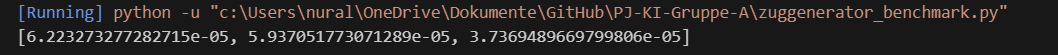 [Running] python -u "c:\Users\nural\OneDrive\Dokumente\GitHub\PJ-KI-Gruppe-A\zuggenerator_benchmark.py"
[6.223273277282715e-05, 5.937051773071289e-05, 3.7369489669799806e-05]